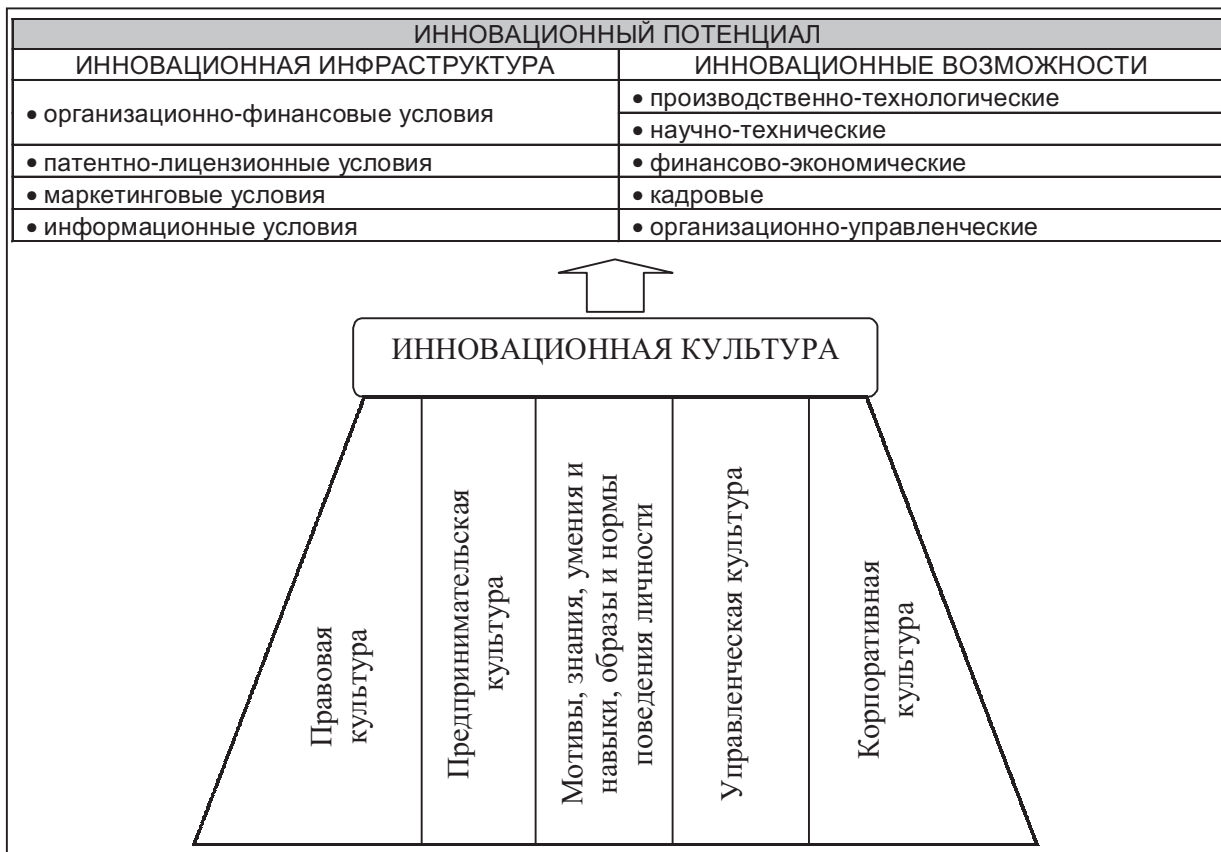 ИННОВАЦИОННЫЙ ПОТЕНЦИАЛ
ИННОВАЦИОННАЯ ИНФРАСТРУКТУРА
ИННОВАЦИОННЫЕ ВОЗМОЖНОСТИ
• организационно-финансовые условия
• производственно-технологические
• научно-технические
• патентно-лицензионные условия
• финансово-экономические
• маркетинговые условия
• кадровые
• информационные условия
• организационно-управленческие
ИННОВАЦИОННАЯ КУЛЬТУРА
Правовая
культура
Предпринимательская
культура
Мотивы, знания, умения и
навыки, образы и нормы
поведения личности
Управленческая культура
Корпоративная
культура